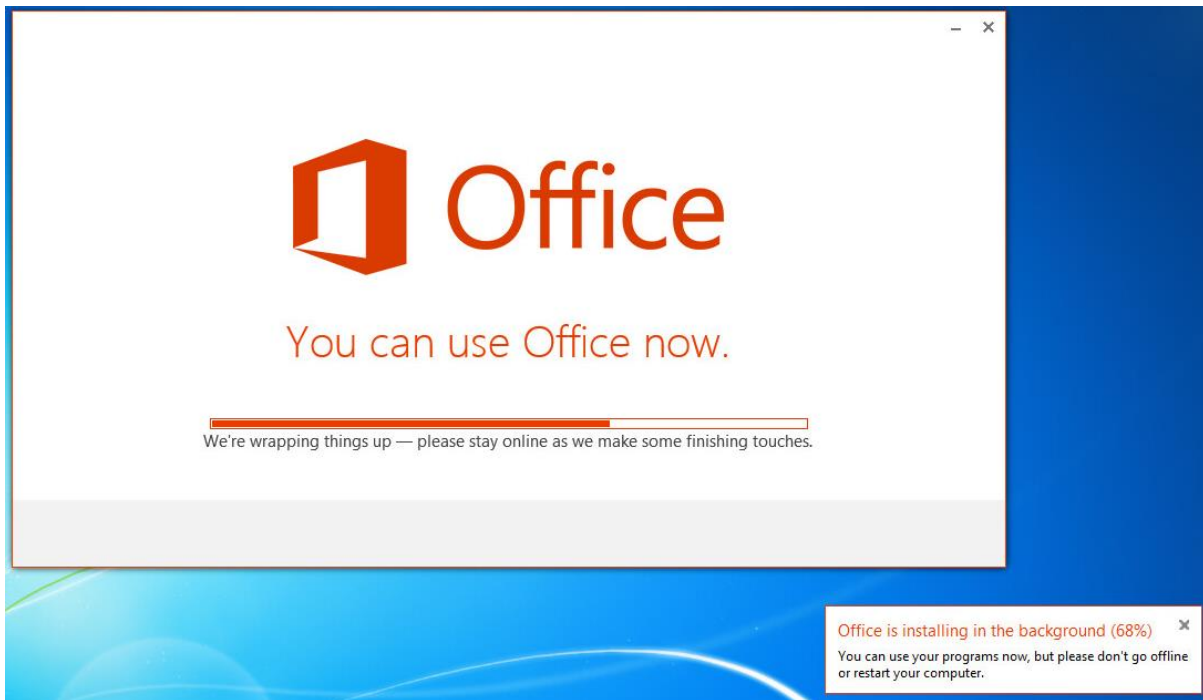 Office
You can use Office now.
We're wrapping things up — please stay online as we make some finishing touches.
Office is installing in the background (68%)
You can use your programs now, but please don't go offline
or restart your computer.